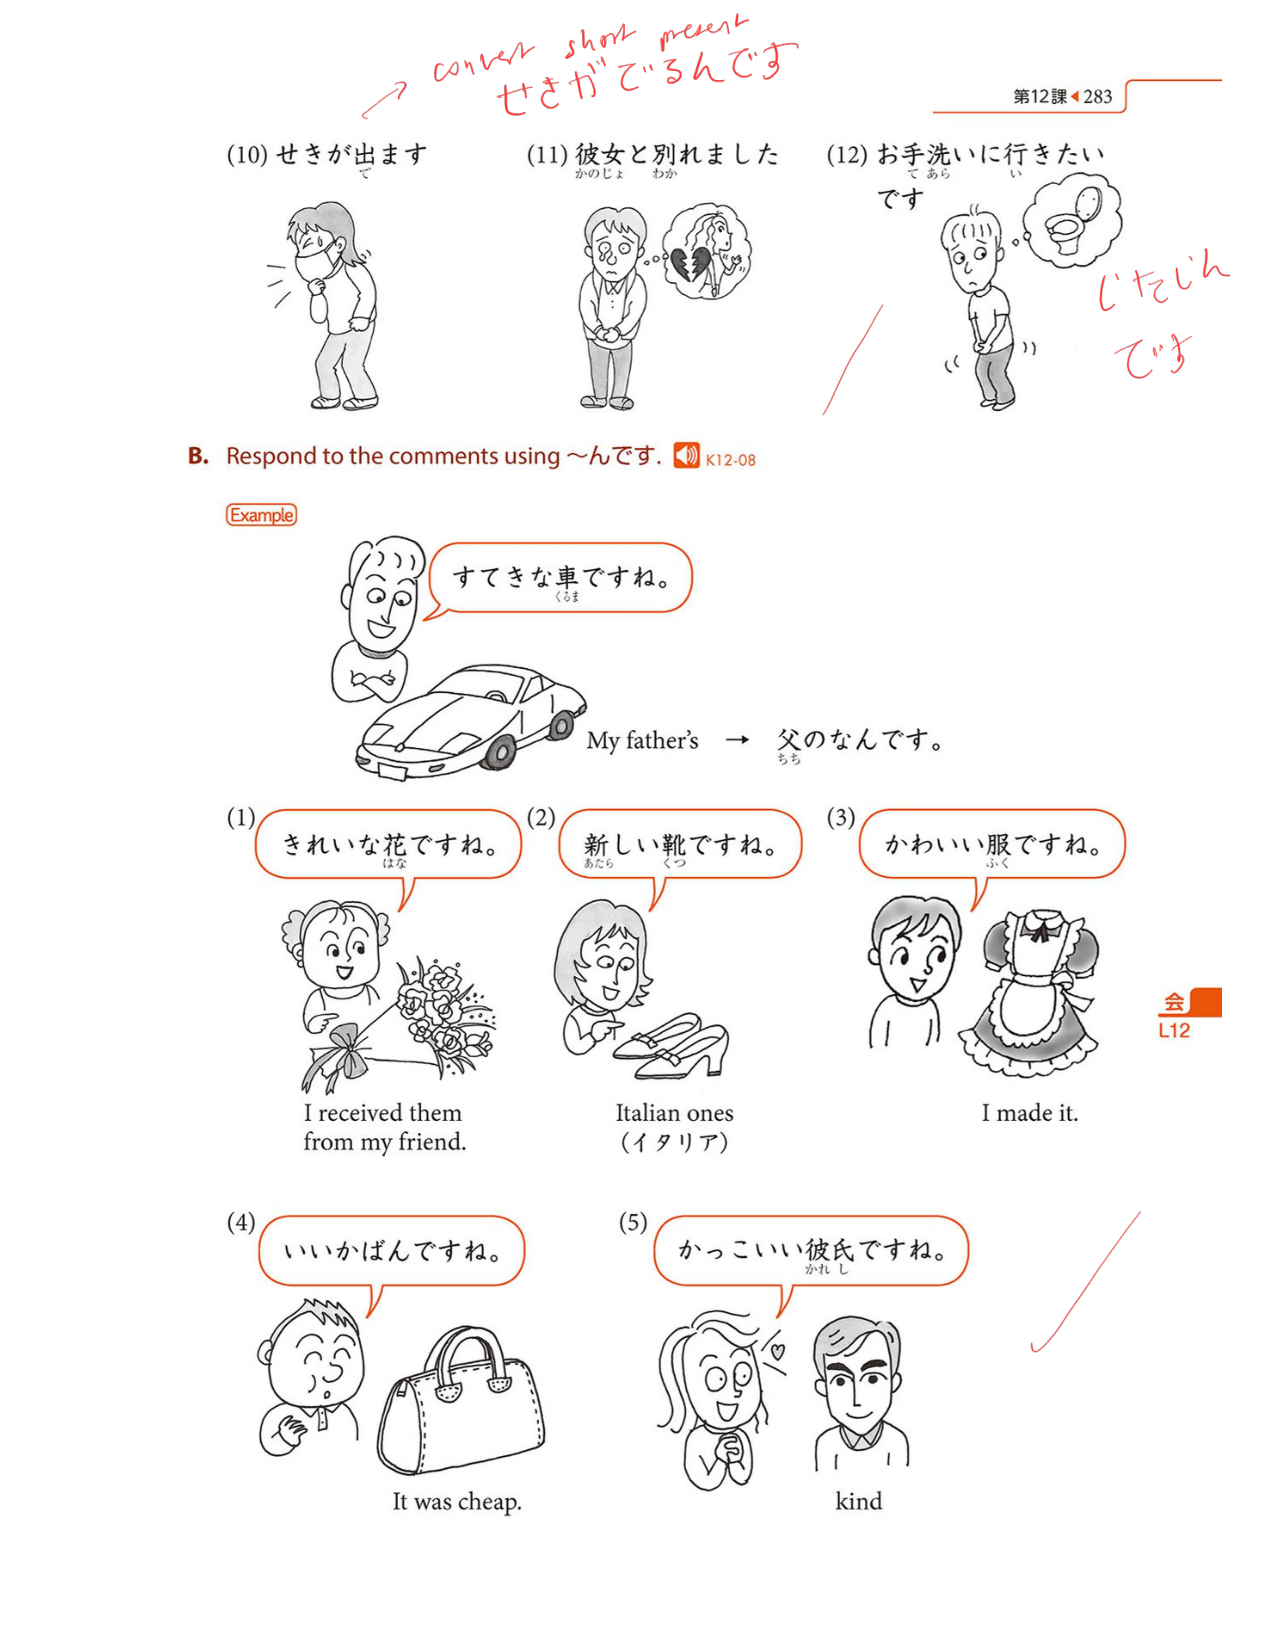 convert short present
せきがでるんです
第12課◀283
(10) せきが出ます
で
(11) 彼女と別れました
かのじょ わか
(12) お手洗いに行きたい
て あら い
です
です
B. Respond to the comments using ～んです. K12-08
Example
すてきな車ですね。
くるま
My father's → 父のなんです。
ちち
(1) きれいな花ですね。
はな
(2) 新しい靴ですね。
あたら くつ
(3) かわいい服ですね。
ふく
会
L12
I received them
from my friend.
Italian ones
(イタリア)
I made it.
(4) いいかばんですね。
(5) かっこいい彼氏ですね。
かれ し
It was cheap.
kind